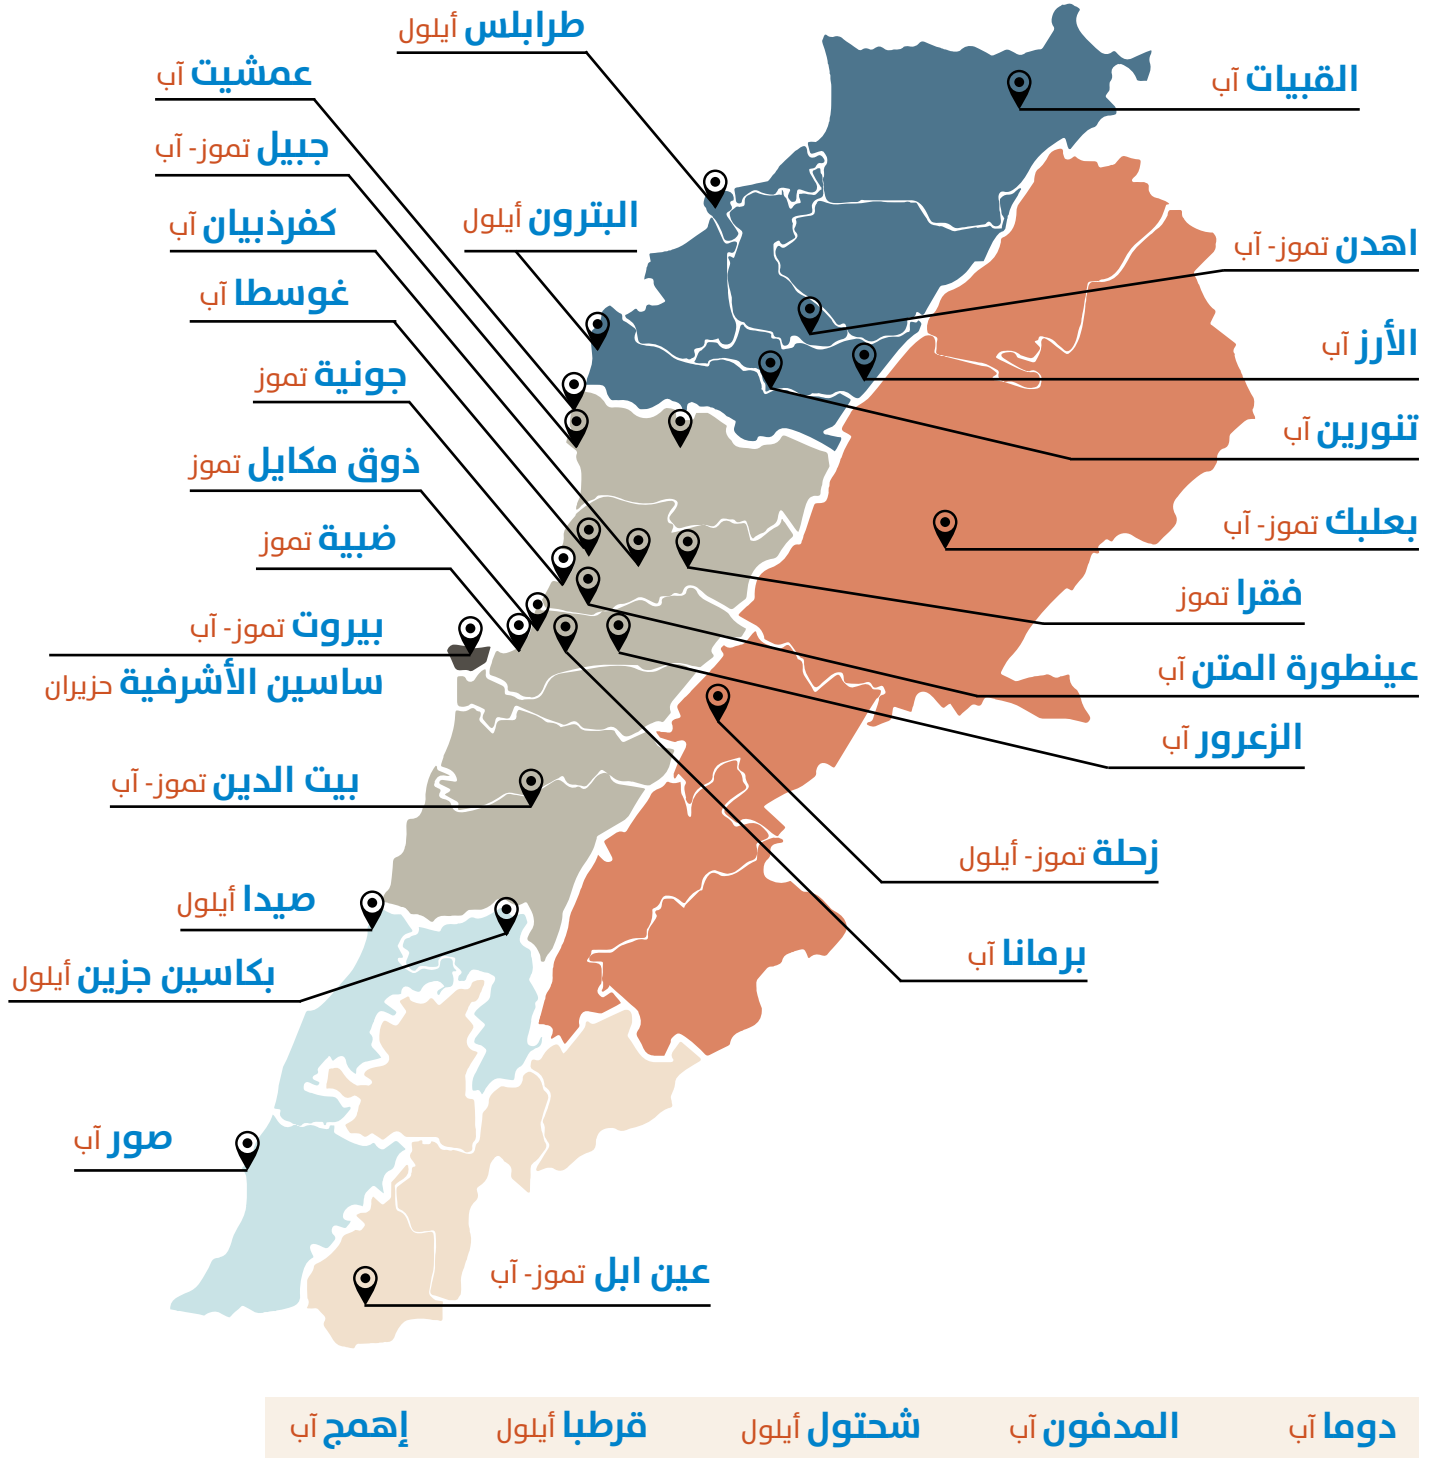 طرابلس أيلول
عمشيت آب
القبيات آب
جبيل تموز- آب
كفرذبيان آب
البترون أيلول
اهدن تموز- آب
غوسطا آب
الأرز آب
جونية تموز
تنورين آب
ذوق مكايل تموز
بعلبك تموز- آب
ضبية تموز
فقرا تموز
بيروت تموز- آب
ساسين الأشرفية حزيران
عينطورة المتن آب
الزعرور آب
بيت الدين تموز- آب
زحلة تموز- أيلول
صيدا أيلول
برمانا آب
بكاسين جزين أيلول
صور آب
عين ابل تموز- آب
دوما آب
المدفون آب
شحتول أيلول
قرطبا أيلول
إهمج آب